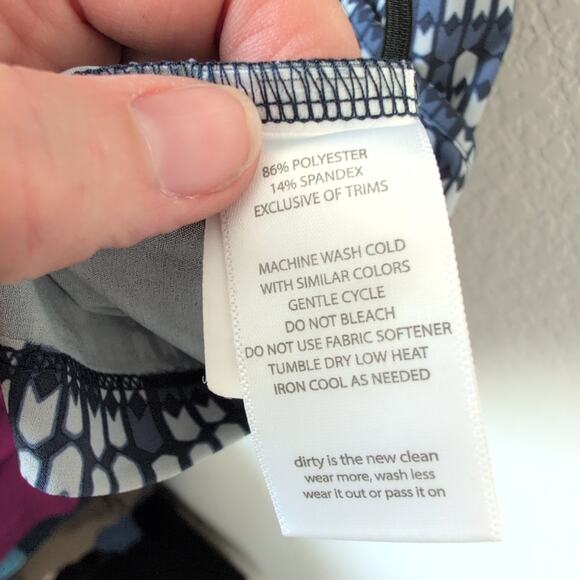 86% POLYESTER
14% SPANDEX
EXCLUSIVE OF TRIMS
MACHINE WASH COLD
WITH SIMILAR COLORS
GENTLE CYCLE
DO NOT BLEACH
DO NOT USE FABRIC SOFTENER
TUMBLE DRY LOW HEAT
IRON COOL AS NEEDED
dirty is the new clean
wear more, wash less
wear it out or pass it on